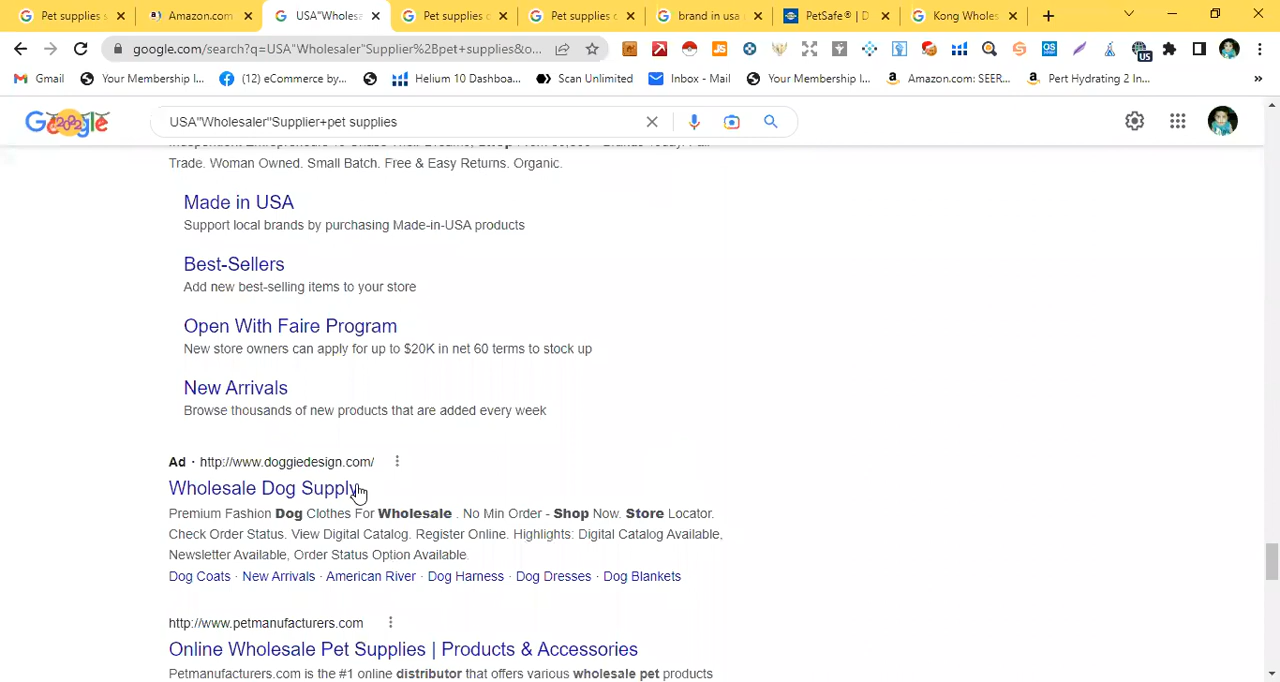 Pet supplies s
Amazon.com
USA"Wholesa
Pet supplies c
Pet supplies c
brand in usa
PetSafe® | D
Kong Wholes
google.com/search?q=USA"Wholesaler"Supplier%2Bpet+supplies&o...
Gmail
Your Membership I...
(12) eCommerce by...
Helium 10 Dashboa...
Scan Unlimited
Inbox - Mail
Your Membership I...
Amazon.com: SEER...
Pert Hydrating 2 In...
»
USA"Wholesaler"Supplier+pet supplies
Trade. Woman Owned. Small Batch. Free & Easy Returns. Organic.
Made in USA
Support local brands by purchasing Made-in-USA products
Best-Sellers
Add new best-selling items to your store
Open With Faire Program
New store owners can apply for up to $20K in net 60 terms to stock up
New Arrivals
Browse thousands of new products that are added every week
Ad · http://www.doggiedesign.com/
Wholesale Dog Supply
Premium Fashion Dog Clothes For Wholesale . No Min Order - Shop Now. Store Locator.
Check Order Status. View Digital Catalog. Register Online. Highlights: Digital Catalog Available,
Newsletter Available, Order Status Option Available.
Dog Coats · New Arrivals · American River · Dog Harness · Dog Dresses · Dog Blankets
http://www.petmanufacturers.com
Online Wholesale Pet Supplies | Products & Accessories
Petmanufacturers.com is the #1 online distributor that offers various wholesale pet products